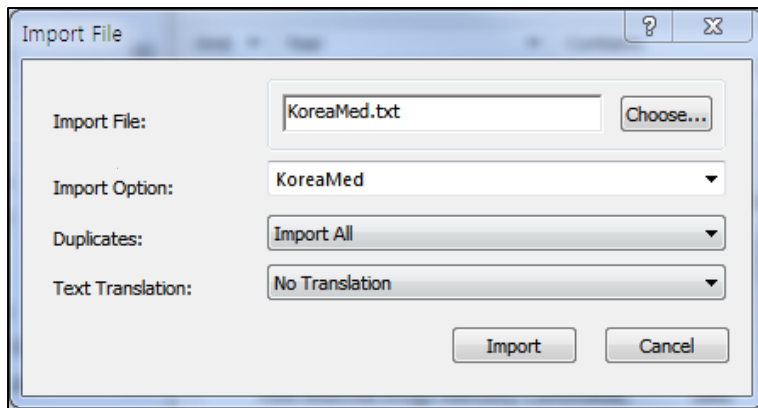 Import File
Import File:
KoreaMed.txt
Choose...
Import Option:
KoreaMed
Duplicates:
Import All
Text Translation:
No Translation
Import
Cancel